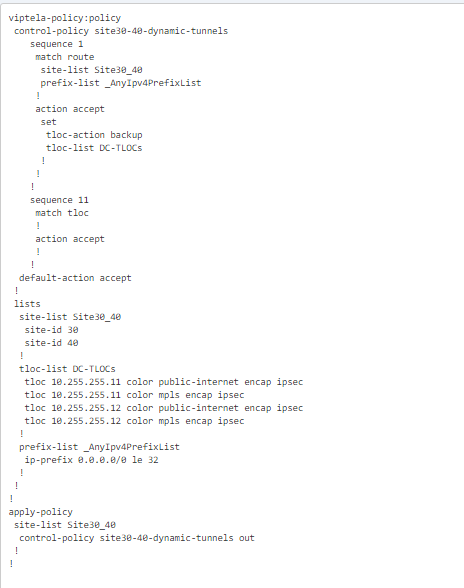 viptela-policy:policy
 control-policy site30-40-dynamic-tunnels
    sequence 1
     match route
      site-list Site30_40
      prefix-list _AnyIpv4PrefixList
     !
     action accept
      set
       tloc-action backup
       tloc-list DC-TLOCs
      !
     !
    !
    sequence 11
     match tloc
     !
     action accept
     !
    !
  default-action accept
 !
 lists
  site-list Site30_40
   site-id 30
   site-id 40
  !
  tloc-list DC-TLOCs
   tloc 10.255.255.11 color public-internet encap ipsec
   tloc 10.255.255.11 color mpls encap ipsec
   tloc 10.255.255.12 color public-internet encap ipsec
   tloc 10.255.255.12 color mpls encap ipsec
  !
  prefix-list _AnyIpv4PrefixList
   ip-prefix 0.0.0.0/0 le 32
  !
 !
!
apply-policy
 site-list Site30_40
  control-policy site30-40-dynamic-tunnels out
 !
!